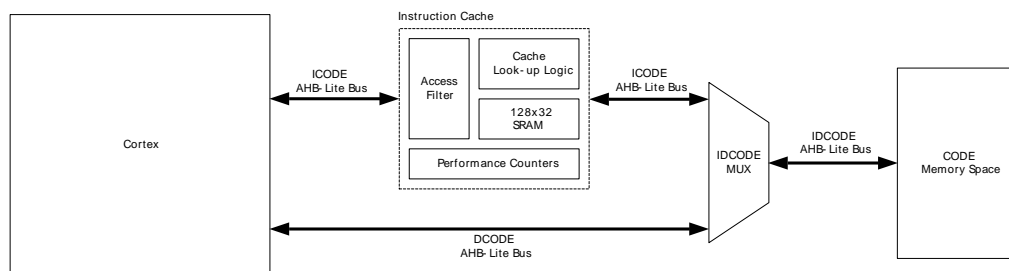 Instruction Cache
Cortex
ICODE
AHB-Lite Bus
Access
Filter
Cache
Look-up Logic
128x32
SRAM
Performance Counters
ICODE
AHB-Lite Bus
IDCODE
MUX
IDCODE
AHB-Lite Bus
CODE
Memory Space
DCODE
AHB-Lite Bus